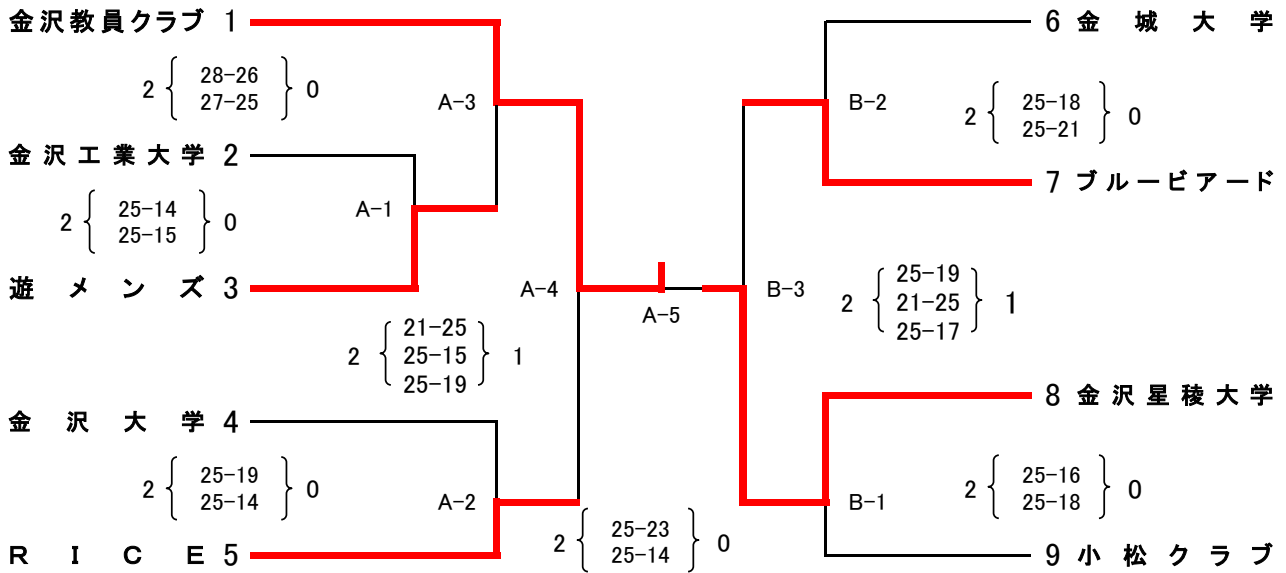 金沢教員クラブ 1
6 金城大学
2 { 28-26 } 0
27-25
A-3
B-2
2 { 25-18 } 0
25-21
金沢工業大学 2
7 ブルービアード
2 { 25-14 } 0
25-15
A-1
遊メンズ 3
A-4
A-5
B-3
2 { 25-19 } 1
21-25
25-17
2 { 21-25 } 1
25-15
25-19
8 金沢星稜大学
金沢大学 4
2 { 25-19 } 0
25-14
A-2
B-1
2 { 25-16 } 0
25-18
2 { 25-23 } 0
25-14
RICE 5
9 小松クラブ